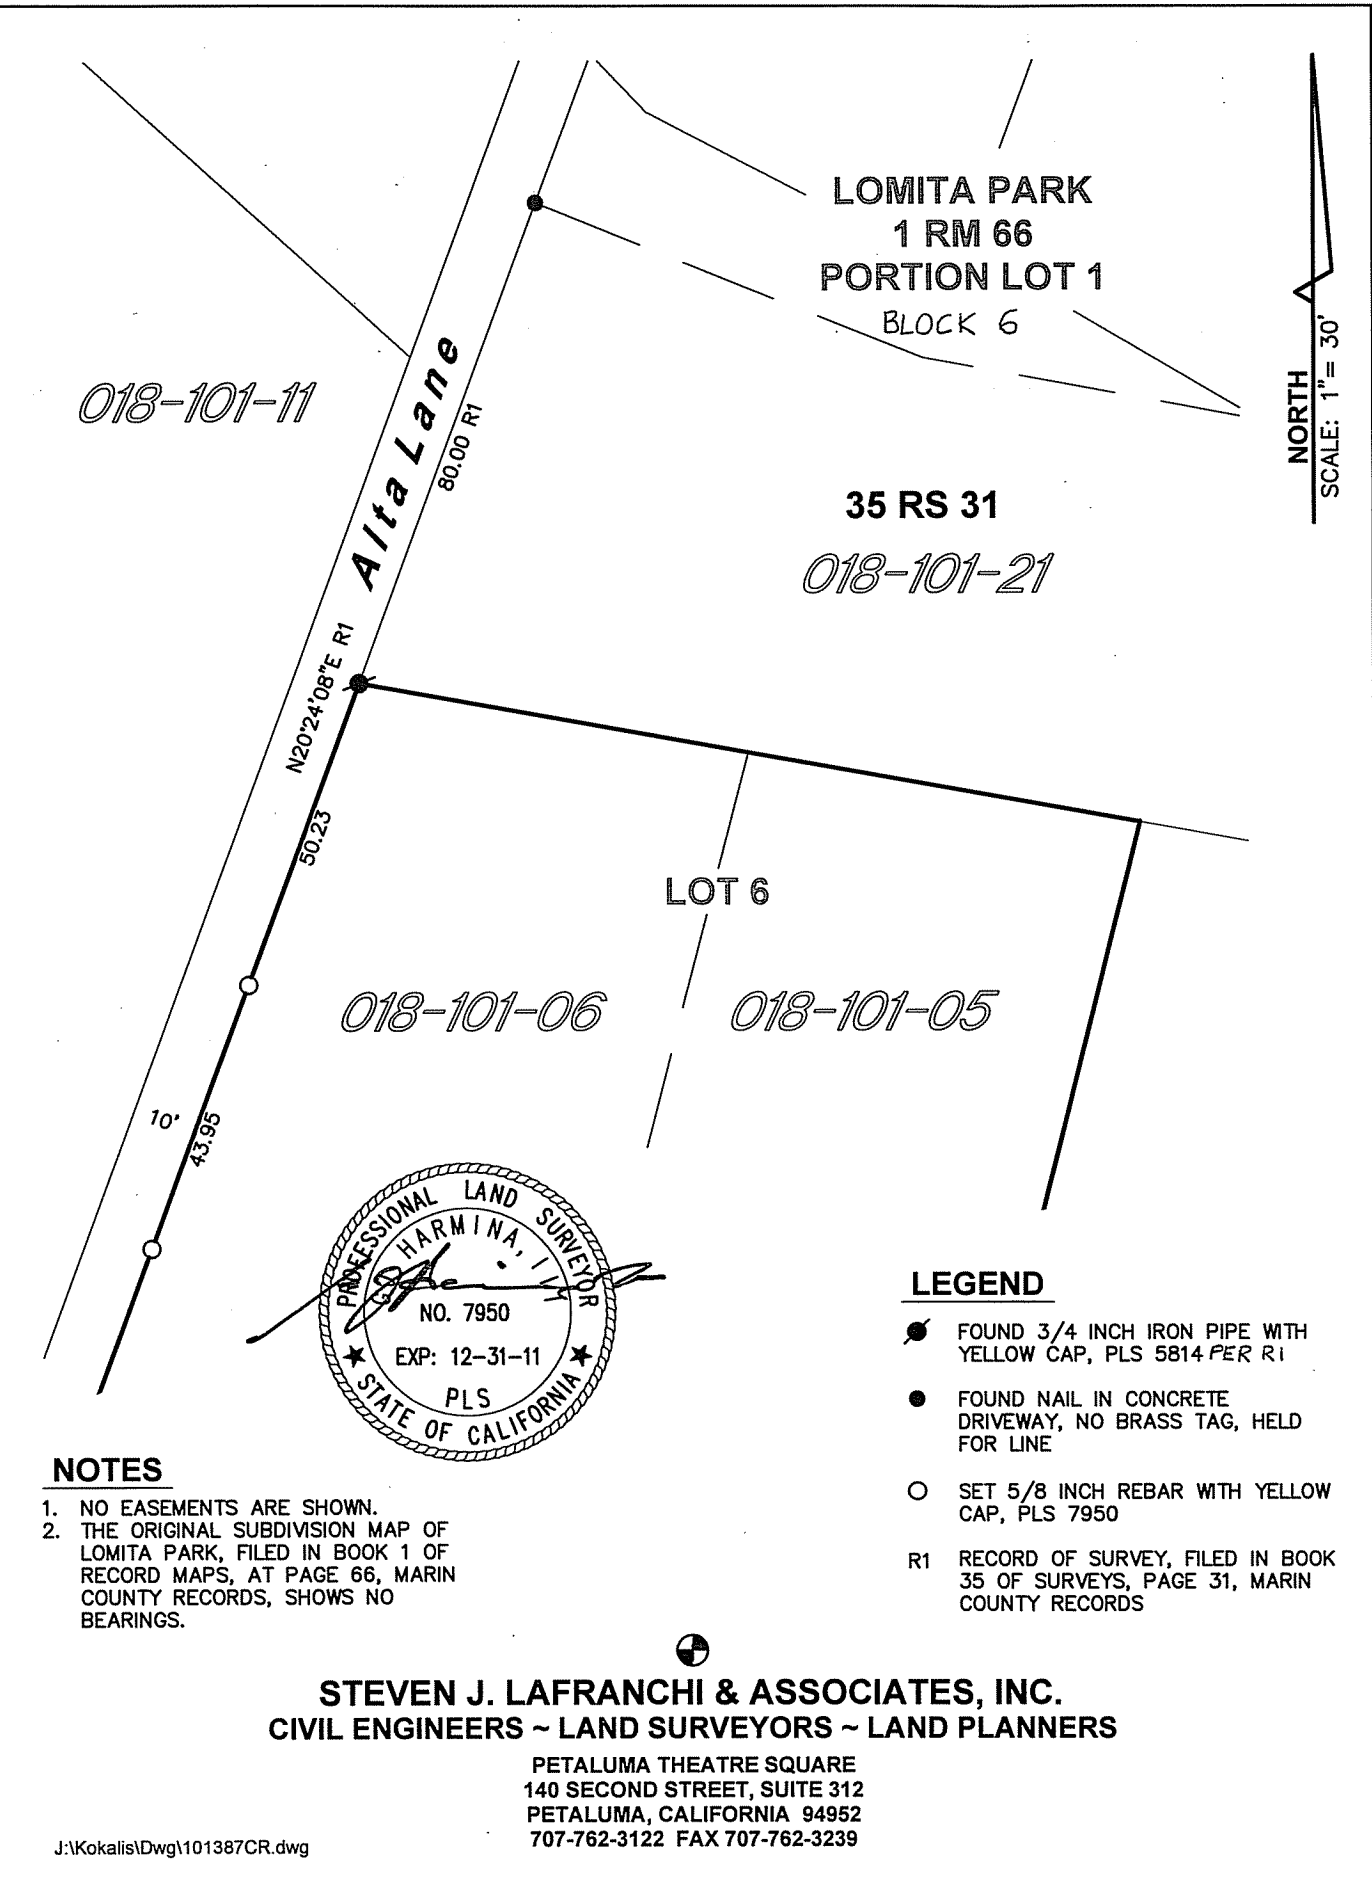 LOMITA PARK
1 RM 66
PORTION LOT 1
BLOCK 6
NORTH
SCALE: 1"= 30'
018-101-11
Alta Lane
80.00 R1
35 RS 31
018-101-21
N20°24'08"E R1
50.23
LOT 6
018-101-06
018-101-05
10'
43.95
PROFESSIONAL LAND SURVEYOR
HARMINA,
NO. 7950
EXP: 12-31-11
PLS
STATE OF CALIFORNIA
LEGEND
FOUND 3/4 INCH IRON PIPE WITH
YELLOW CAP, PLS 5814 PER R1
FOUND NAIL IN CONCRETE
DRIVEWAY, NO BRASS TAG, HELD
FOR LINE
SET 5/8 INCH REBAR WITH YELLOW
CAP, PLS 7950
R1 RECORD OF SURVEY, FILED IN BOOK
35 OF SURVEYS, PAGE 31, MARIN
COUNTY RECORDS
NOTES
1. NO EASEMENTS ARE SHOWN.
2. THE ORIGINAL SUBDIVISION MAP OF
LOMITA PARK, FILED IN BOOK 1 OF
RECORD MAPS, AT PAGE 66, MARIN
COUNTY RECORDS, SHOWS NO
BEARINGS.
STEVEN J. LAFRANCHI & ASSOCIATES, INC.
CIVIL ENGINEERS ~ LAND SURVEYORS ~ LAND PLANNERS
PETALUMA THEATRE SQUARE
140 SECOND STREET, SUITE 312
PETALUMA, CALIFORNIA 94952
707-762-3122 FAX 707-762-3239
J:\Kokalis\Dwg\101387CR.dwg